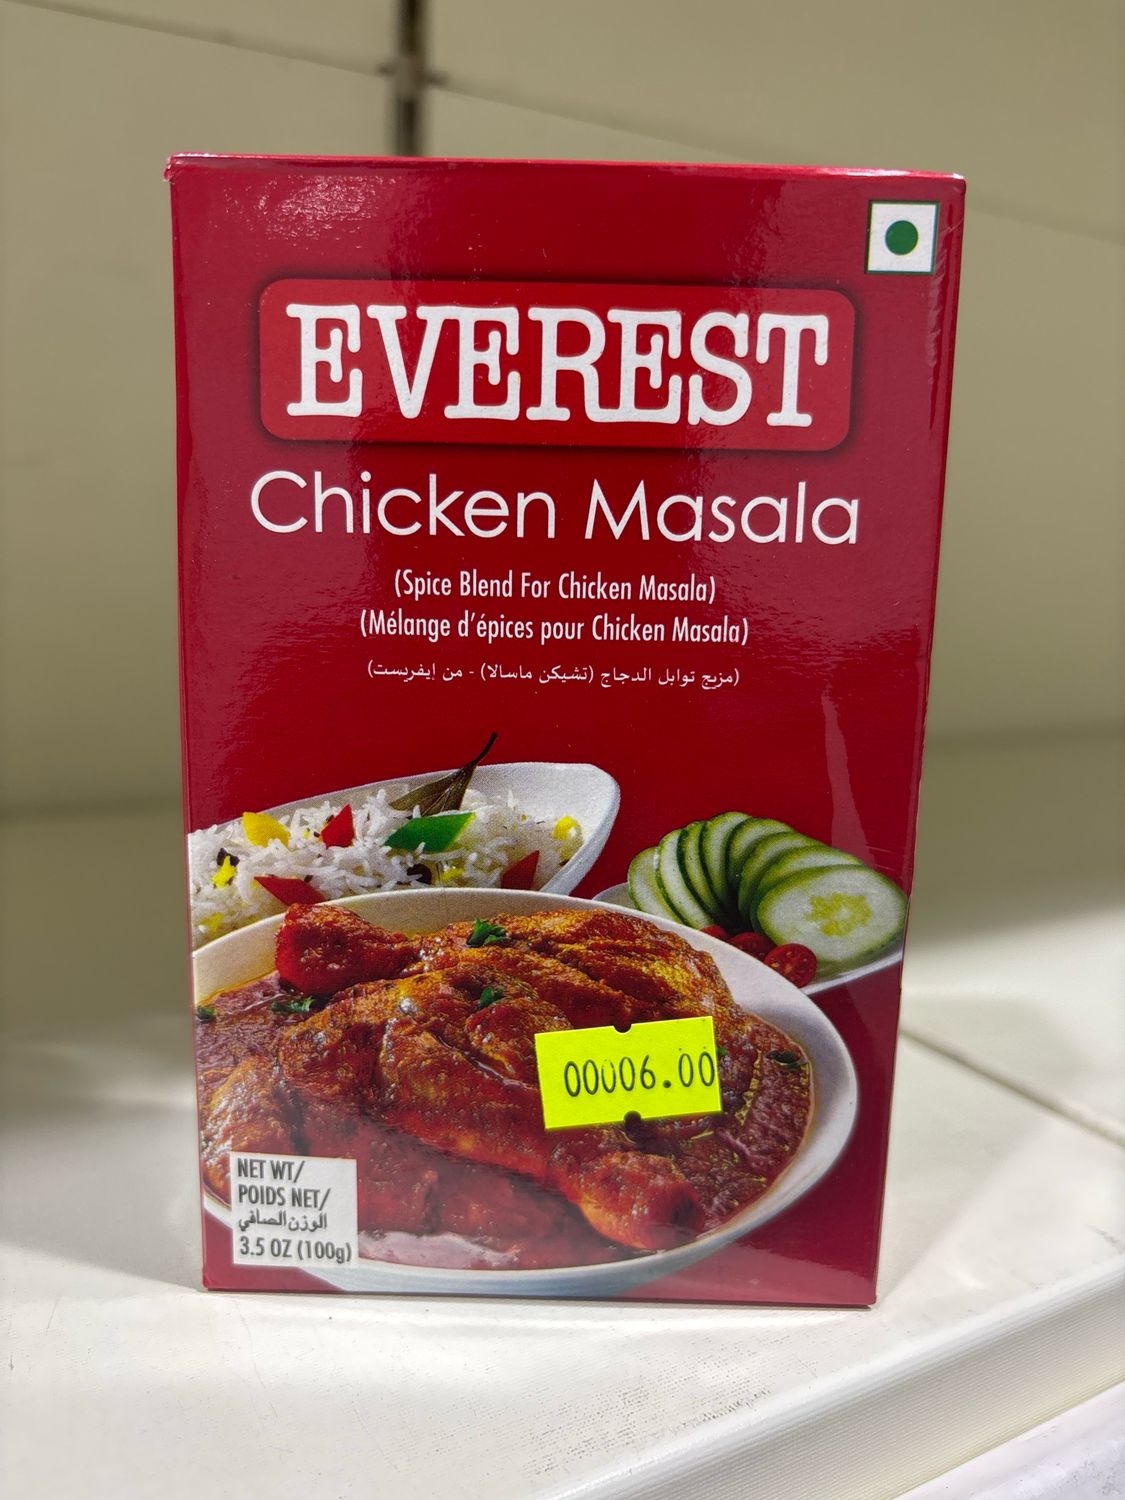 EVEREST
Chicken Masala
(Spice Blend For Chicken Masala)
(Mélange d'épices pour Chicken Masala)
(مزيج توابل الدجاج (تشيكن ماسالا) - من إيفريست)
00006.00
NET WT/
POIDS NET/
الوزن الصافي
3.5 OZ (100g)